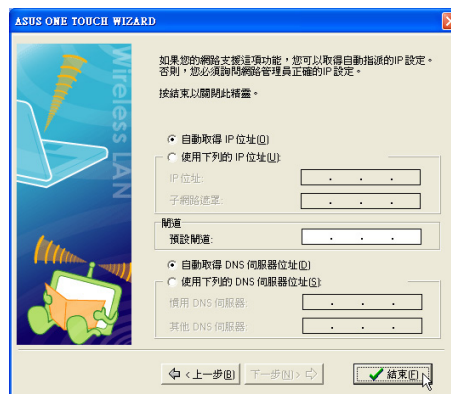 ASUS ONE TOUCH WIZARD
Wireless LAN
如果您的網路支援這項功能，您可以取得自動指派的IP 設定。
否則，您必須詢問網路管理員正確的IP設定。
按結束以關閉此精靈。
自動取得 IP 位址(O)
使用下列的 IP 位址(U):
IP 位址:
子網路遮罩:
閘道
預設閘道:
自動取得 DNS 伺服器位址(D)
使用下列的 DNS 伺服器位址(S):
慣用 DNS 伺服器:
其他 DNS 伺服器:
< 上一步(B)
下一步(N) >
結束(F)